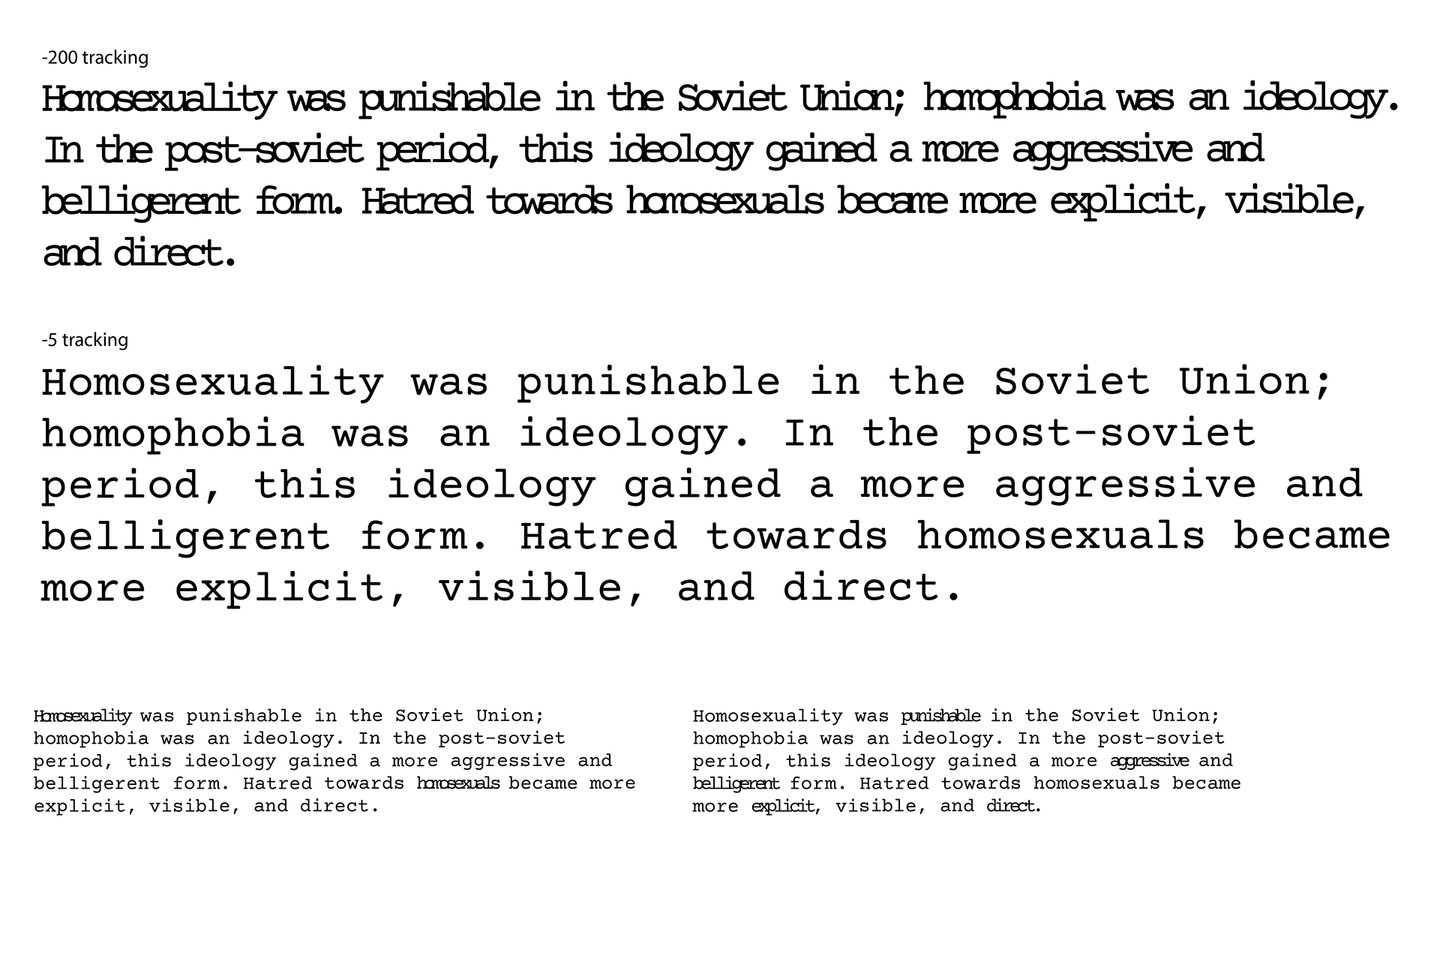 -200 tracking
Homosexuality was punishable in the Soviet Union; homophobia was an ideology.
In the post-soviet period, this ideology gained a more aggressive and
belligerent form. Hatred towards homosexuals became more explicit, visible,
and direct.
-5 tracking
Homosexuality was punishable in the Soviet Union;
homophobia was an ideology. In the post-soviet
period, this ideology gained a more aggressive and
belligerent form. Hatred towards homosexuals became
more explicit, visible, and direct.
Homosexuality was punishable in the Soviet Union;
homophobia was an ideology. In the post-soviet
period, this ideology gained a more aggressive and
belligerent form. Hatred towards homosexuals became more
explicit, visible, and direct.
Homosexuality was punishable in the Soviet Union;
homophobia was an ideology. In the post-soviet
period, this ideology gained a more aggressive and
belligerent form. Hatred towards homosexuals became
more explicit, visible, and direct.